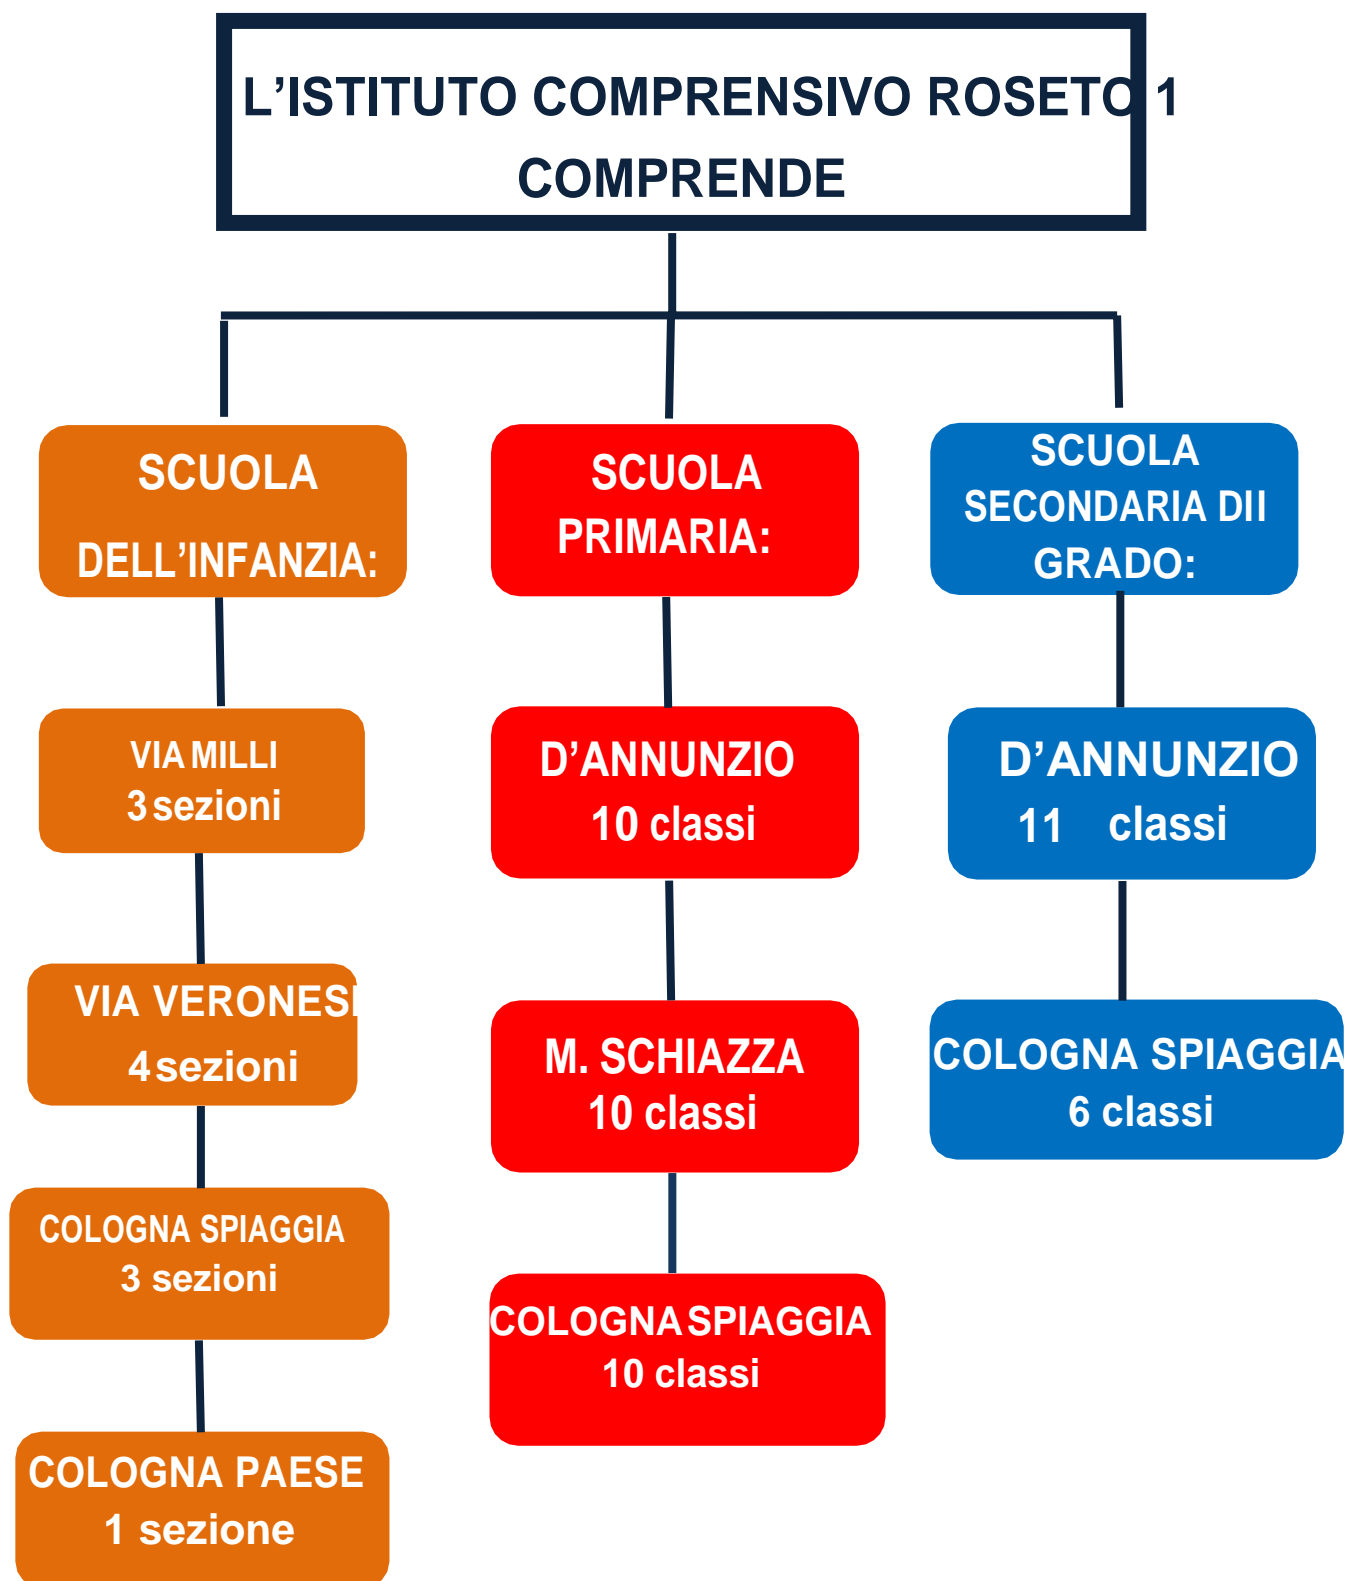 L’ISTITUTO COMPRENSIVO ROSETO 1
COMPRENDE
SCUOLA
DELL’INFANZIA:
VIA MILLI
3 sezioni
VIA VERONESI
4 sezioni
COLOGNA SPIAGGIA
3 sezioni
COLOGNA PAESE
1 sezione
SCUOLA
PRIMARIA:
D’ANNUNZIO
10 classi
M. SCHIAZZA
10 classi
COLOGNA SPIAGGIA
10 classi
SCUOLA
SECONDARIA DI I
GRADO:
D’ANNUNZIO
11 classi
COLOGNA SPIAGGIA
6 classi